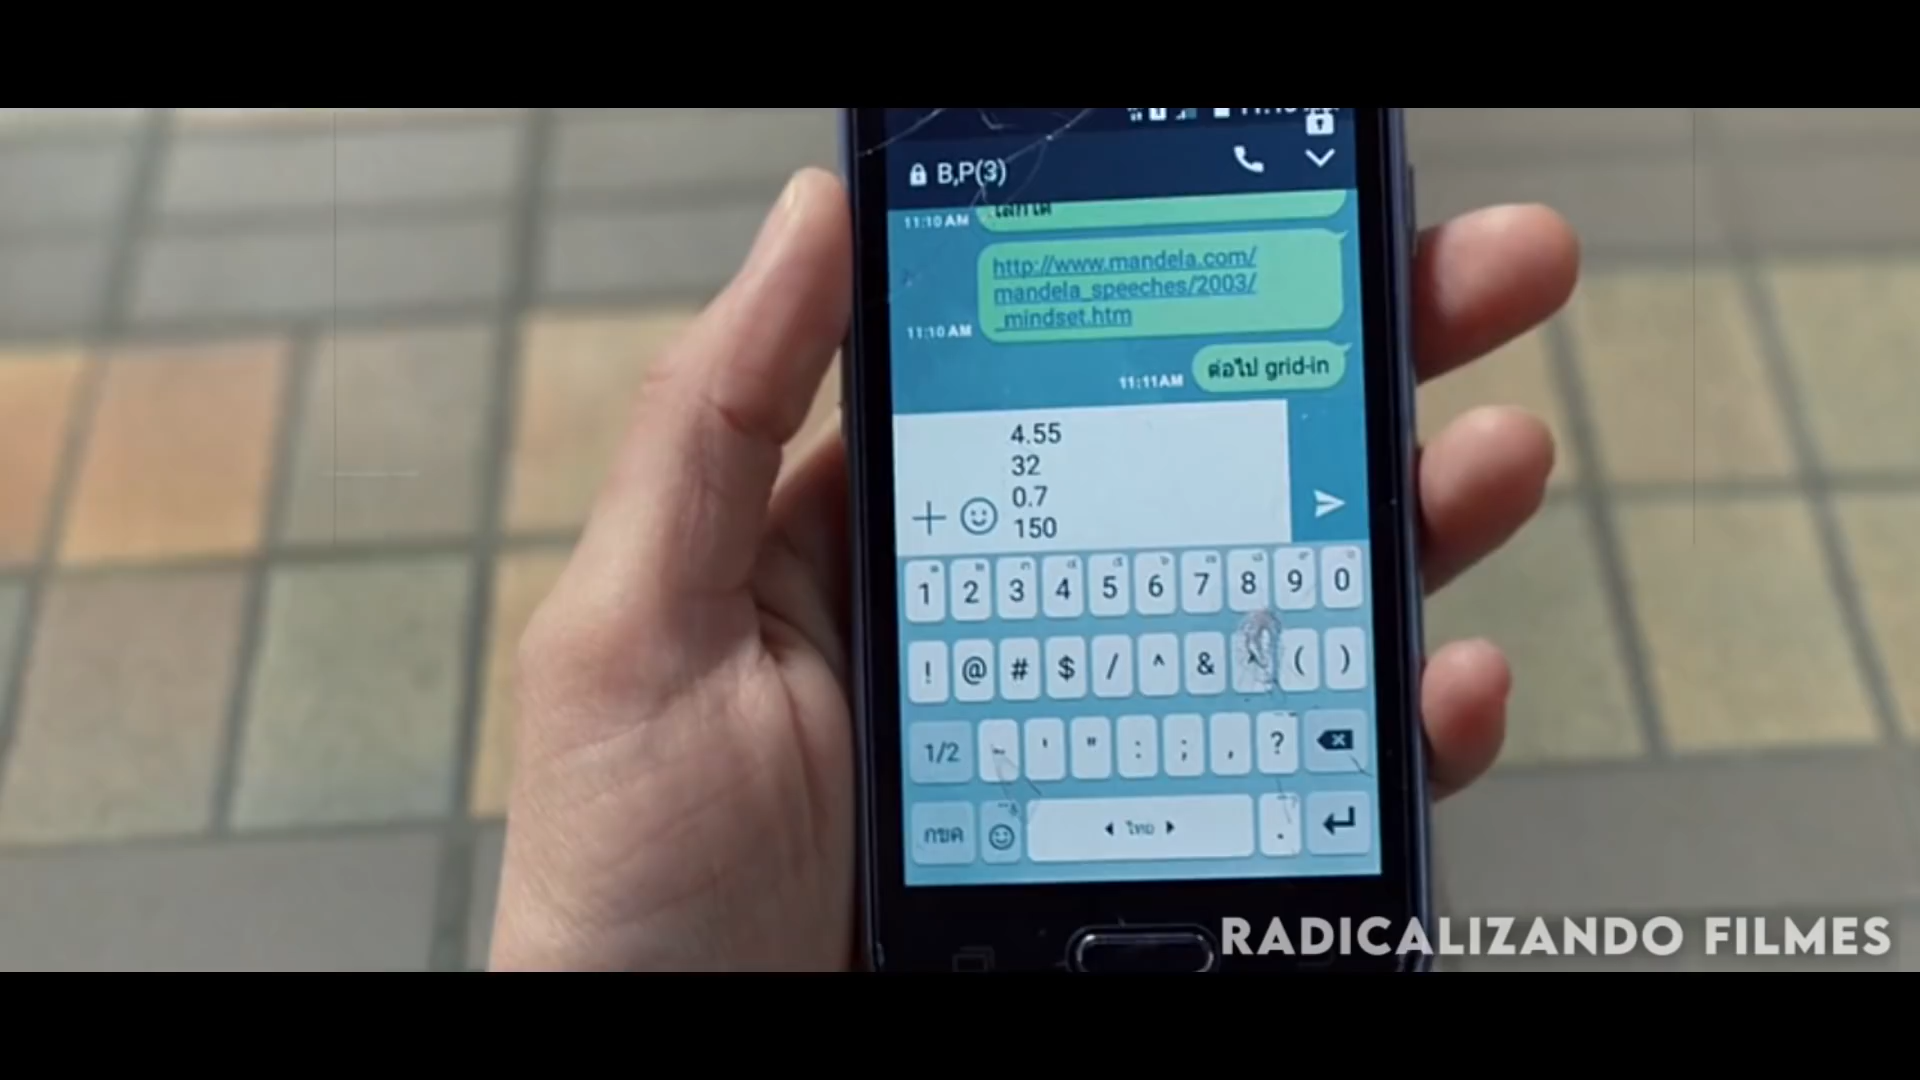 B,P(3)
11:10 AM
http://www.mandela.com/
mandela_speeches/2003/
_mindset.htm
11:10 AM
ต่อไป grid-in
11:11AM
4.55
32
0.7
150
1 2 3 4 5 6 7 8 9 0
! @ # $ / ^ & ( )
1/2 ' " : ; , ?
กขค ไทย .
RADICALIZANDO FILMES